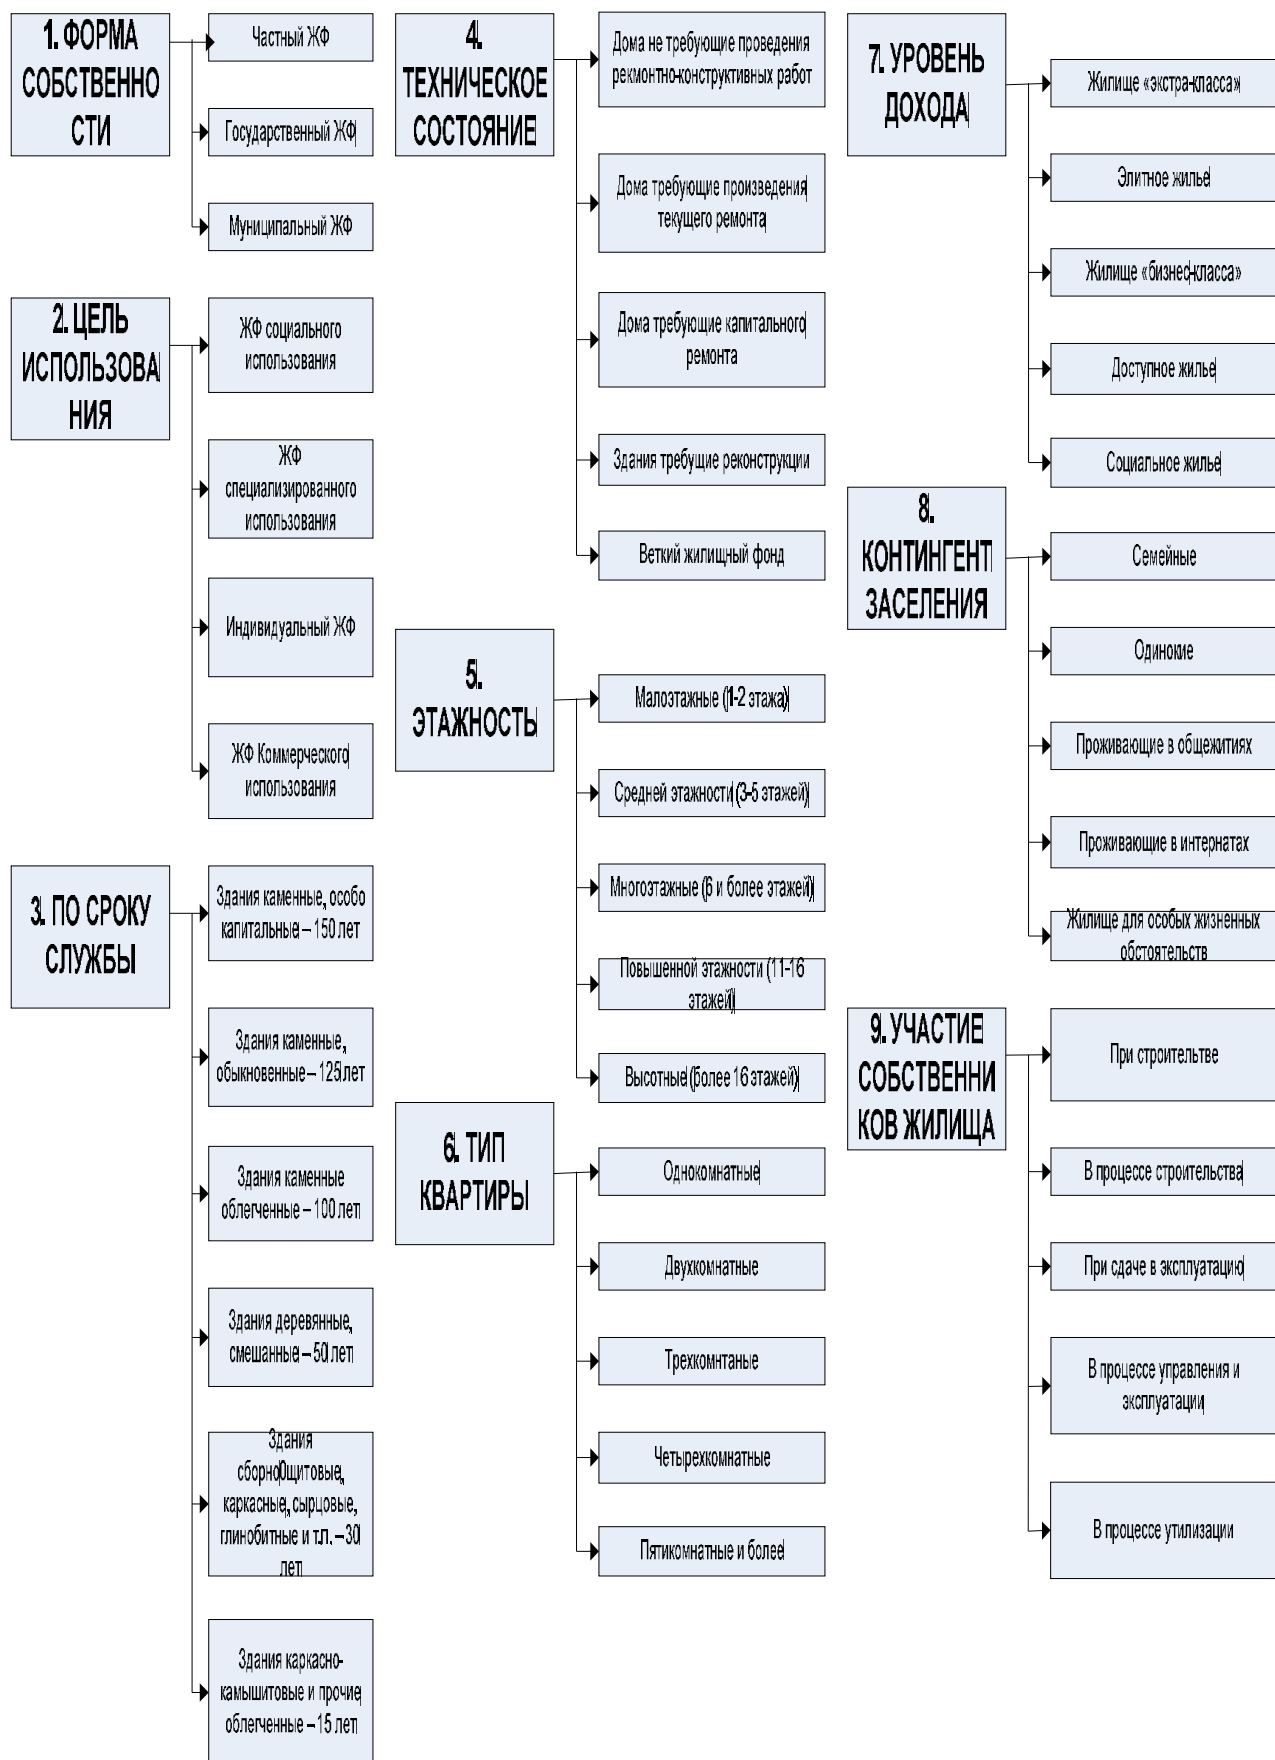 1. ФОРМА
СОБСТВЕННО
СТИ
Частный ЖФ
Государственный ЖФ
Муниципальный ЖФ
2. ЦЕЛЬ
ИСПОЛЬЗОВА
НИЯ
ЖФ социального
использования
ЖФ
специализированного
использования
Индивидуальный ЖФ
ЖФ Коммерческого
использования
3. ПО СРОКУ
СЛУЖБЫ
Здания каменные, особо
капитальные – 150 лет
Здания каменные,
обыкновенные – 125 лет
Здания каменные
облегченные – 100 лет
Здания деревянные,
смешанные – 50 лет
Здания
сборно0щитовые,
каркасные, сырцовые,
глинобитные и т.п. – 30
лет
Здания каркасно-
камышитовые и прочие
облегченные – 15 лет
4.
ТЕХНИЧЕСКОЕ
СОСТОЯНИЕ
Дома не требующие проведения
рекмонтно-конструктивных работ
Дома требующие произведения
текущего ремонта
Дома требующие капитального
ремонта
Здания требущие реконструкции
Веткий жилищный фонд
5.
ЭТАЖНОСТЬ
Малоэтажные (1-2 этажа)
Средней этажности (3-5 этажей)
Многоэтажные (6 и более этажей)
Повышенной этажности (11-16
этажей)
Высотные (более 16 этажей)
6. ТИП
КВАРТИРЫ
Однокомнатные
Двухкомнатные
Трехкомнтаные
Четырехкомнатные
Пятикомнатные и более
7. УРОВЕНЬ
ДОХОДА
Жилище «экстра-класса»
Элитное жилье
Жилище «бизнес-класса»
Доступное жилье
Социальное жилье
8.
КОНТИНГЕНТ
ЗАСЕЛЕНИЯ
Семейные
Одинокие
Проживающие в общежитиях
Проживающие в интернатах
Жилище для особых жизненных
обстоятельств
9. УЧАСТИЕ
СОБСТВЕННИ
КОВ ЖИЛИЩА
При строительтве
В процессе строительства
При сдаче в эксплуатацию
В процессе управления и
эксплуатации
В процессе утилизации